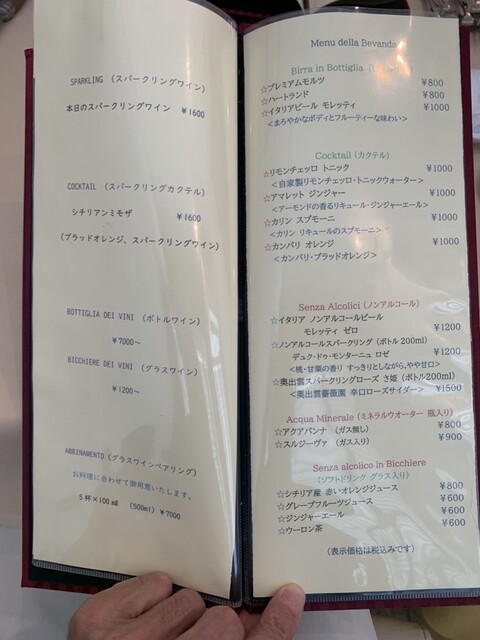 SPARKLING (スパークリングワイン)
本日のスパークリングワイン ¥1600
COCKTAIL (スパークリングカクテル)
シチリアンミモザ ¥1600
(ブラッドオレンジ、スパークリングワイン)
BOTTIGLIA DEI VINI (ボトルワイン)
¥7000～
BICCHIERE DEI VINI (グラスワイン)
¥1200～
ABBINAMENTO (グラスワインペアリング)
お料理に合わせて御用意いたします。
5杯×100㎖ (500ml) ¥7000
Menu della Bevanda
Birra in Bottiglia
☆プレミアムモルツ ¥800
☆ハートランド ¥800
☆イタリアビール モレッティ ¥1000
<まろやかなボディとフルーティーな味わい>
Cocktail (カクテル)
☆リモンチェッロ トニック ¥1000
<自家製リモンチェッロ・トニックウォーター>
☆アマレット ジンジャー ¥1000
<アーモンドの香るリキュール・ジンジャーエール>
☆カリン スプモーニ ¥1000
<カリン リキュールのスプモーニ>
☆カンパリ オレンジ ¥1000
<カンパリ・ブラッドオレンジ>
Senza Alcolici (ノンアルコール)
☆イタリア ノンアルコールビール
モレッティ ゼロ ¥1200
☆ノンアルコールスパークリング (ボトル 200ml)
デュク・ドゥ・モンターニュ ロゼ ¥1200
<桃・甘栗の香り すっきりとしながら、やや甘口>
☆奥出雲スパークリングローズ さ姫 (ボトル200ml)
<奥出雲薔薇園 辛口ローズサイダー> ¥1500
Acqua Minerale (ミネラルウオーター 瓶入り)
☆アクアパンナ (ガス無し) ¥800
☆スルジーヴァ (ガス入り) ¥900
Senza alcolico in Bicchiere
(ソフトドリンク グラス入り)
☆シチリア産 赤いオレンジジュース ¥800
☆グレープフルーツジュース ¥600
☆ジンジャーエール ¥600
☆ウーロン茶 ¥600
(表示価格は税込みです)